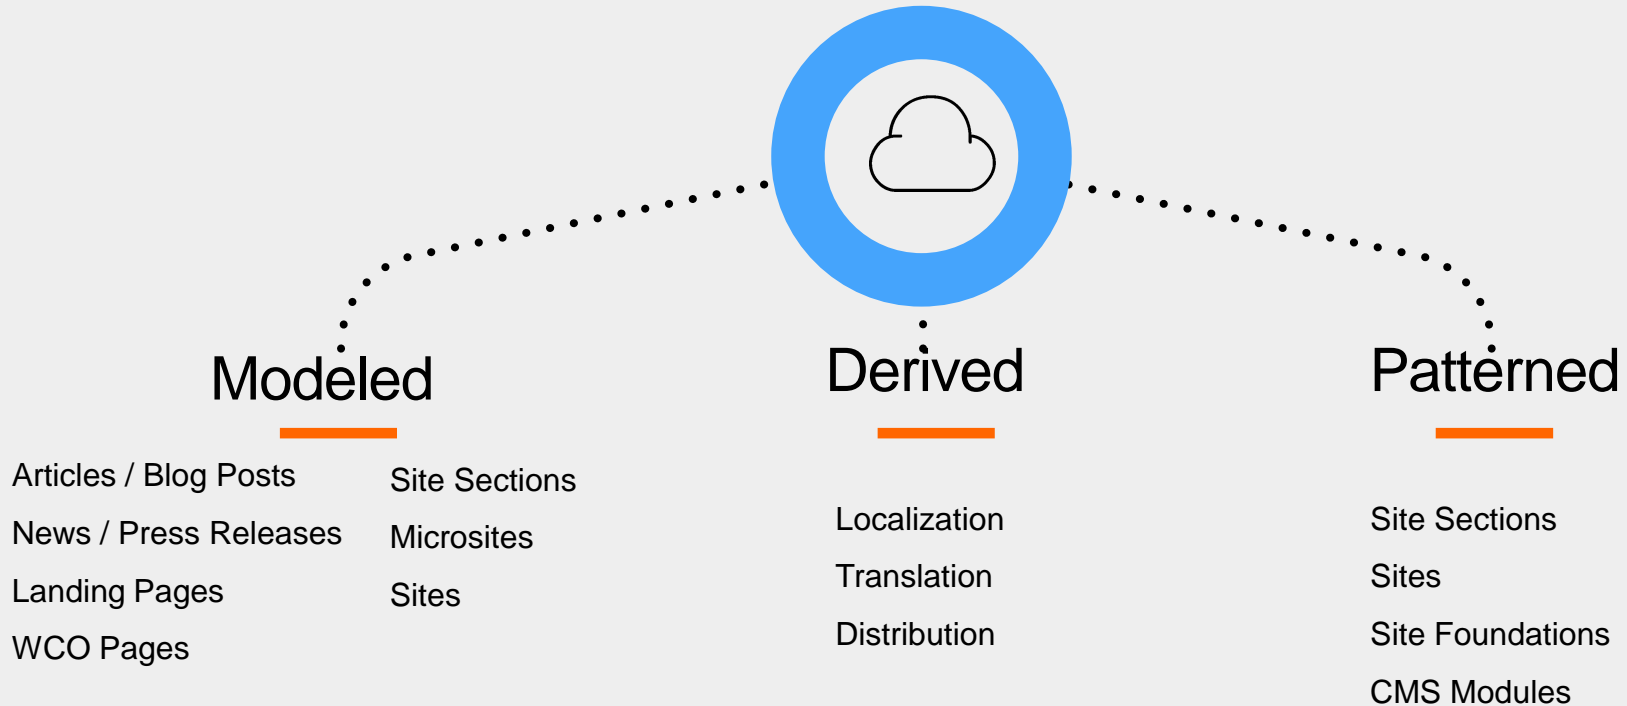 Modeled
Articles / Blog Posts
News / Press Releases
Landing Pages
WCO Pages
Site Sections
Microsites
Sites
Derived
Localization
Translation
Distribution
Patterned
Site Sections
Sites
Site Foundations
CMS Modules